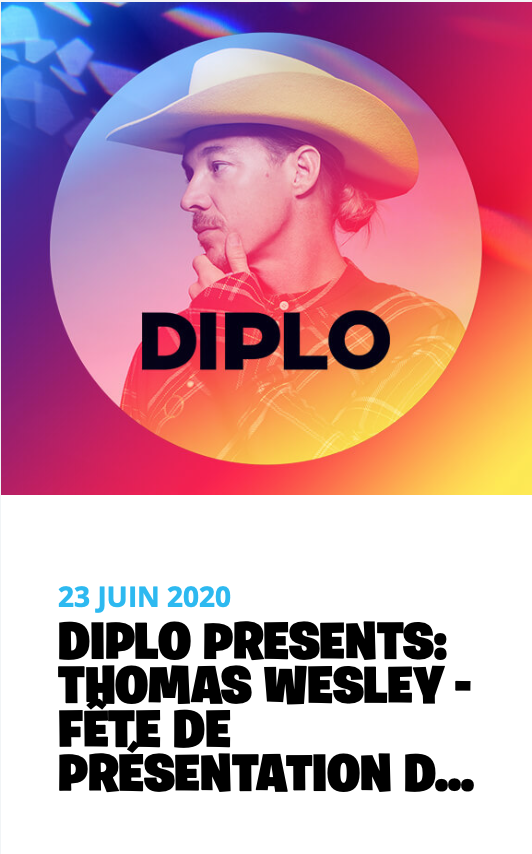 DIPLO
23 JUIN 2020
DIPLO PRESENTS:
THOMAS WESLEY -
FÊTE DE
PRÉSENTATION D...